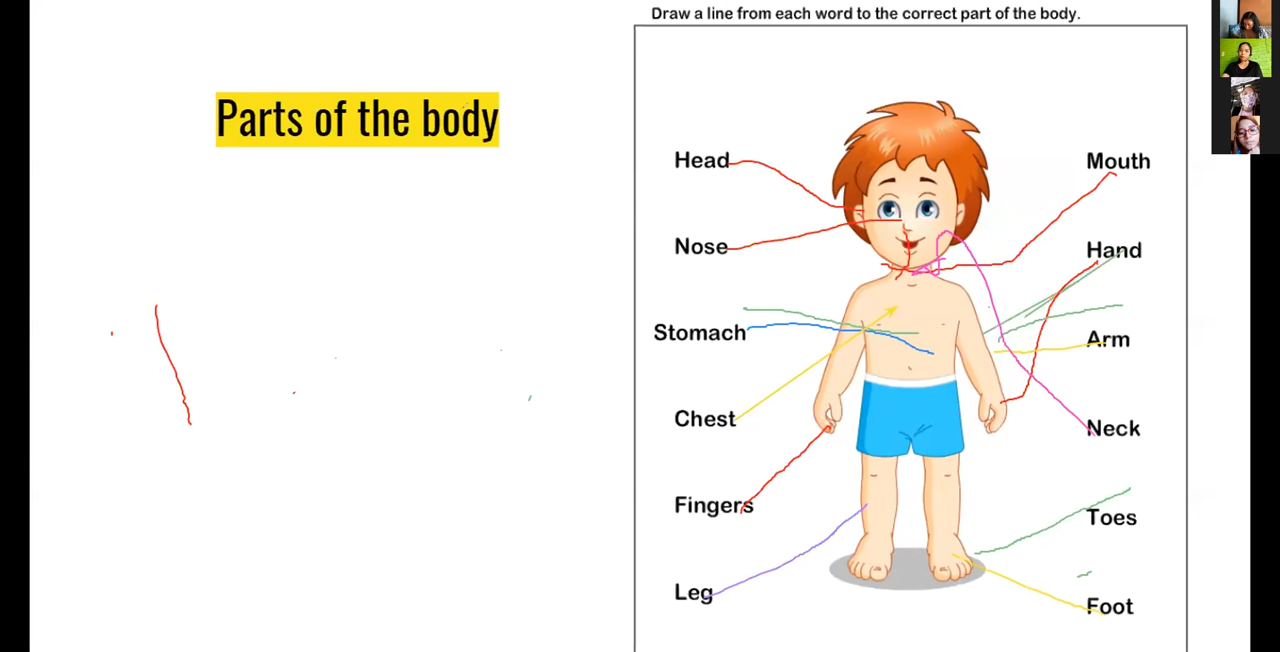 Draw a line from each word to the correct part of the body.
Parts of the body
Head
Mouth
Nose
Hand
Stomach
Arm
Chest
Neck
Fingers
Toes
Leg
Foot